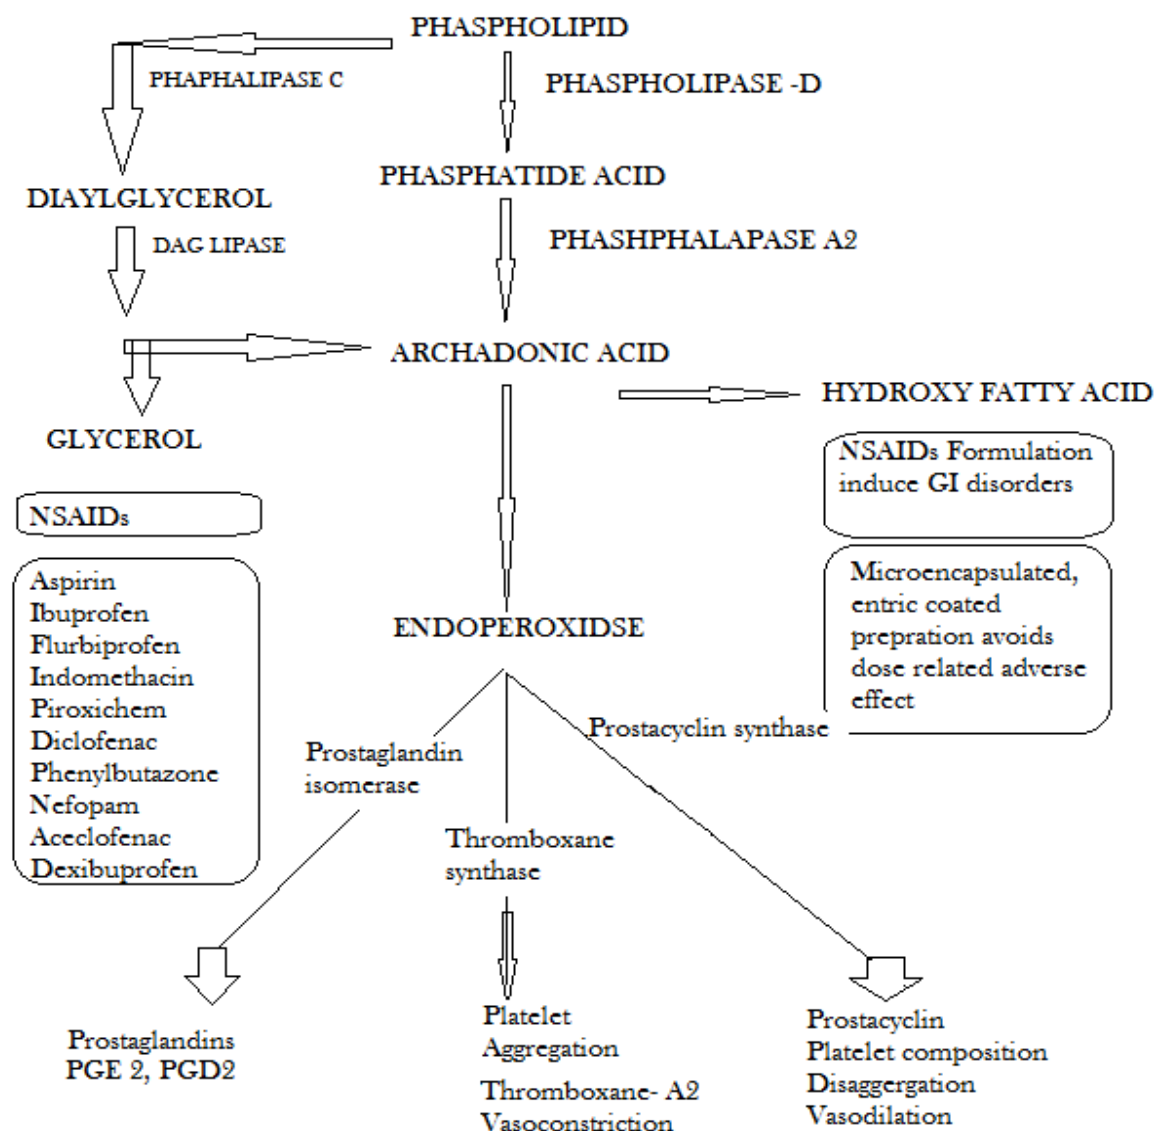 PHASPHOLIPID
PHAPHALIPASE C
PHASPHOLIPASE -D
DIAYLGLYCEROL
PHASPHATIDE ACID
DAG LIPASE
PHASHPHALAPASE A2
ARCHADONIC ACID
GLYCEROL
HYDROXY FATTY ACID
NSAIDs Formulation
induce GI disorders
NSAIDs
Microencapsulated,
entric coated
prepration avoids
dose related adverse
effect
Aspirin
Ibuprofen
Flurbiprofen
Indomethacin
Piroxichem
Diclofenac
Phenylbutazone
Nefopam
Aceclofenac
Dexibuprofen
ENDOPEROXIDSE
Prostaglandin
isomerase
Thromboxane
synthase
Prostacyclin synthase
Prostaglandins
PGE 2, PGD2
Platelet
Aggregation
Thromboxane- A2
Vasoconstriction
Prostacyclin
Platelet composition
Disaggergation
Vasodilation